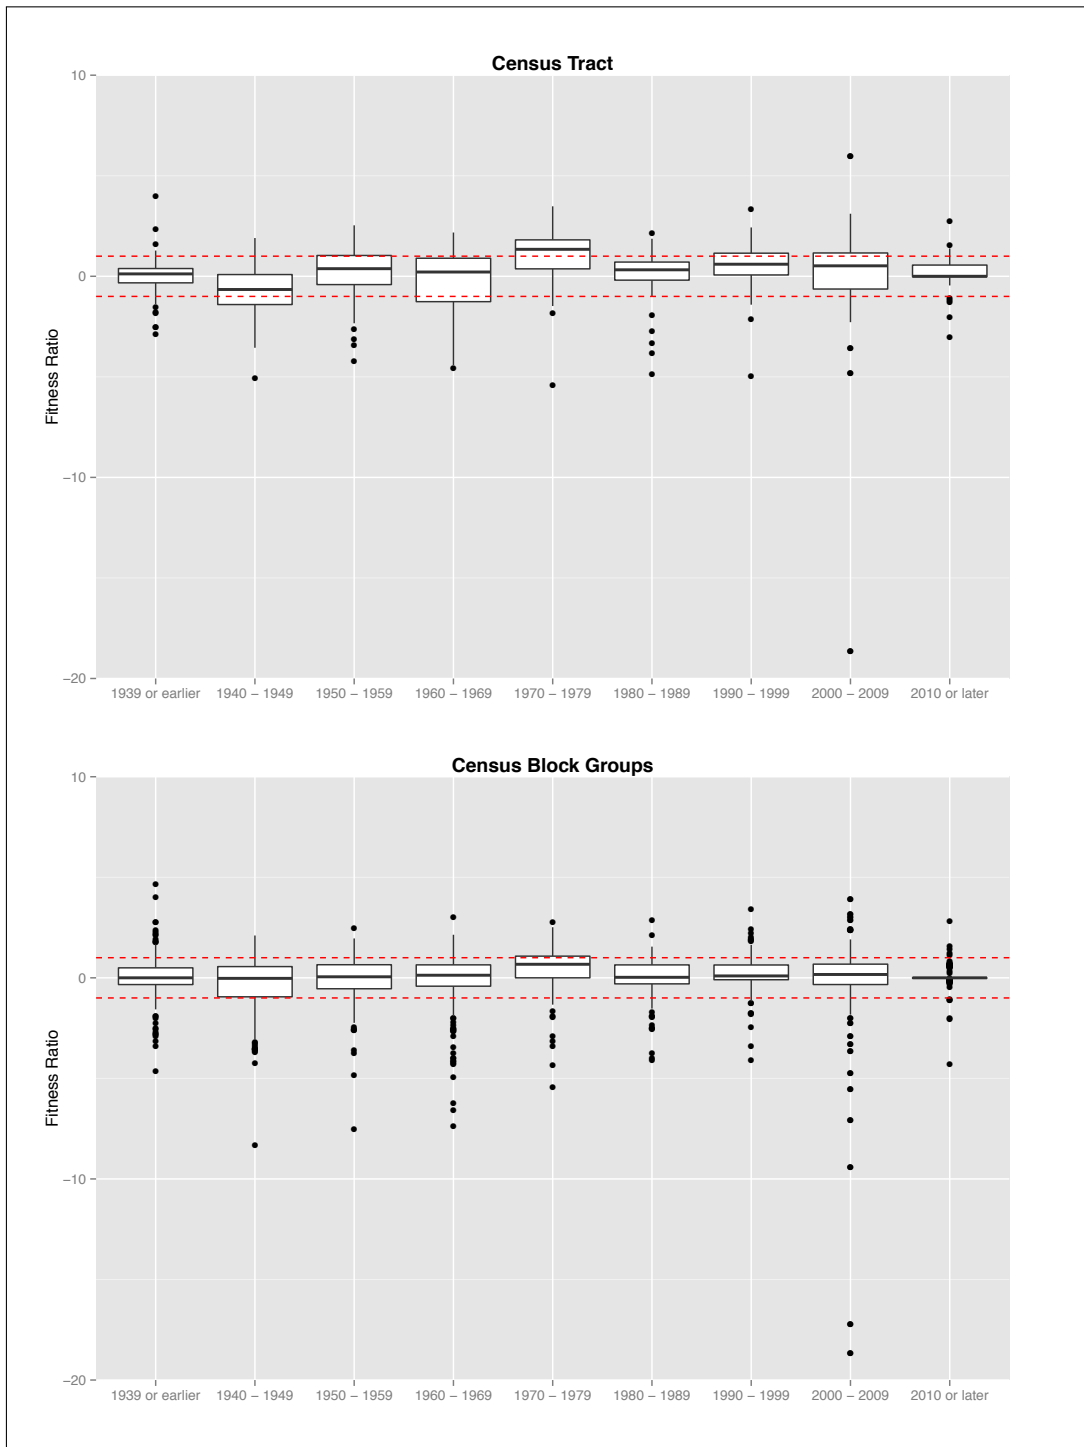 Census Tract
10
0
−10
−20
Fitness Ratio
1939 or earlier 1940 − 1949 1950 − 1959 1960 − 1969 1970 − 1979 1980 − 1989 1990 − 1999 2000 − 2009 2010 or later
Census Block Groups
10
0
−10
−20
Fitness Ratio
1939 or earlier 1940 − 1949 1950 − 1959 1960 − 1969 1970 − 1979 1980 − 1989 1990 − 1999 2000 − 2009 2010 or later